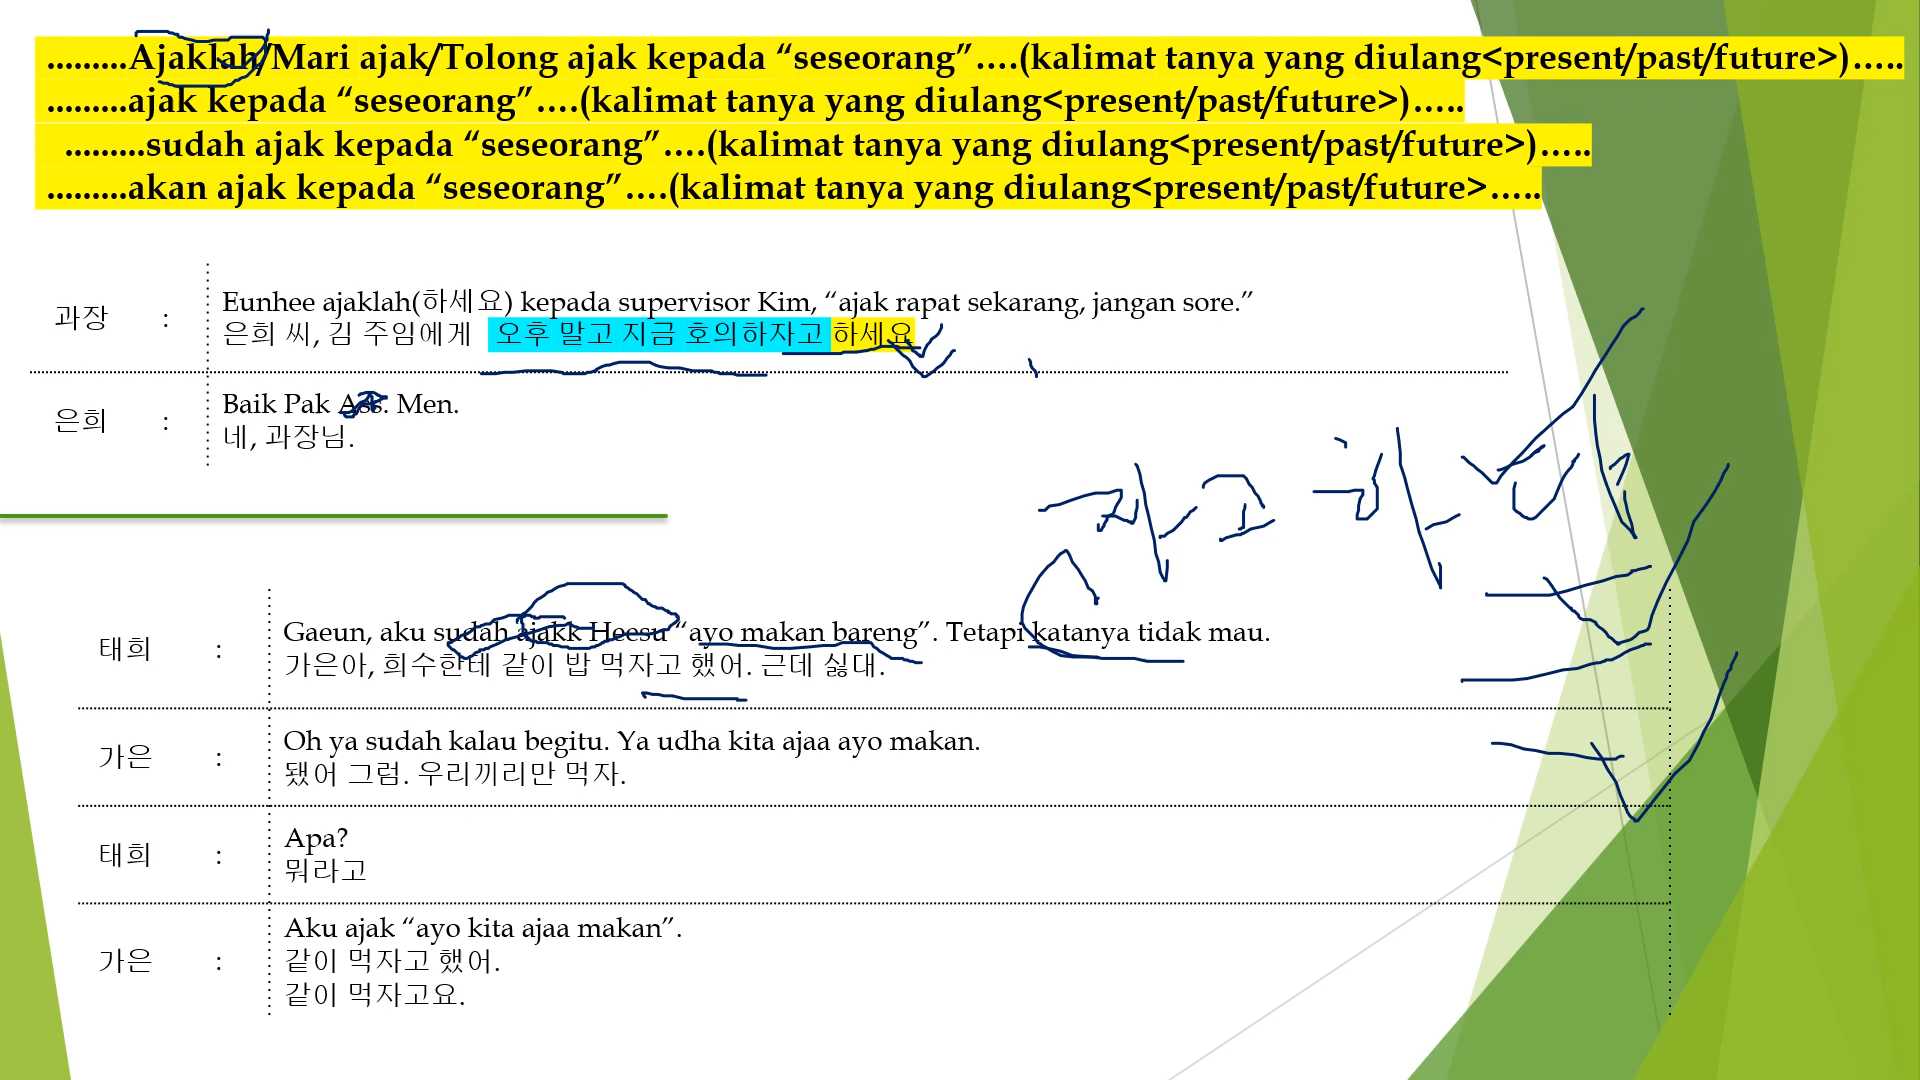 .........Ajaklah/Mari ajak/Tolong ajak kepada “seseorang”….(kalimat tanya yang diulang<present/past/future>)…..
.........ajak kepada “seseorang”….(kalimat tanya yang diulang<present/past/future>)…..
.........sudah ajak kepada “seseorang”….(kalimat tanya yang diulang<present/past/future>)…..
.........akan ajak kepada “seseorang”….(kalimat tanya yang diulang<present/past/future>…..
과장 : Eunhee ajaklah(하세요) kepada supervisor Kim, “ajak rapat sekarang, jangan sore.”
은희 씨, 김 주임에게 오후 말고 지금 호의하자고 하세요
은희 : Baik Pak Ass. Men.
네, 과장님.
자고 하
태희 : Gaeun, aku sudah ajakk Heesu “ayo makan bareng”. Tetapi katanya tidak mau.
가은아, 희수한테 같이 밥 먹자고 했어. 근데 싫대.
가은 : Oh ya sudah kalau begitu. Ya udha kita ajaa ayo makan.
됐어 그럼. 우리끼리만 먹자.
태희 : Apa?
뭐라고
가은 : Aku ajak “ayo kita ajaa makan”.
같이 먹자고 했어.
같이 먹자고요.